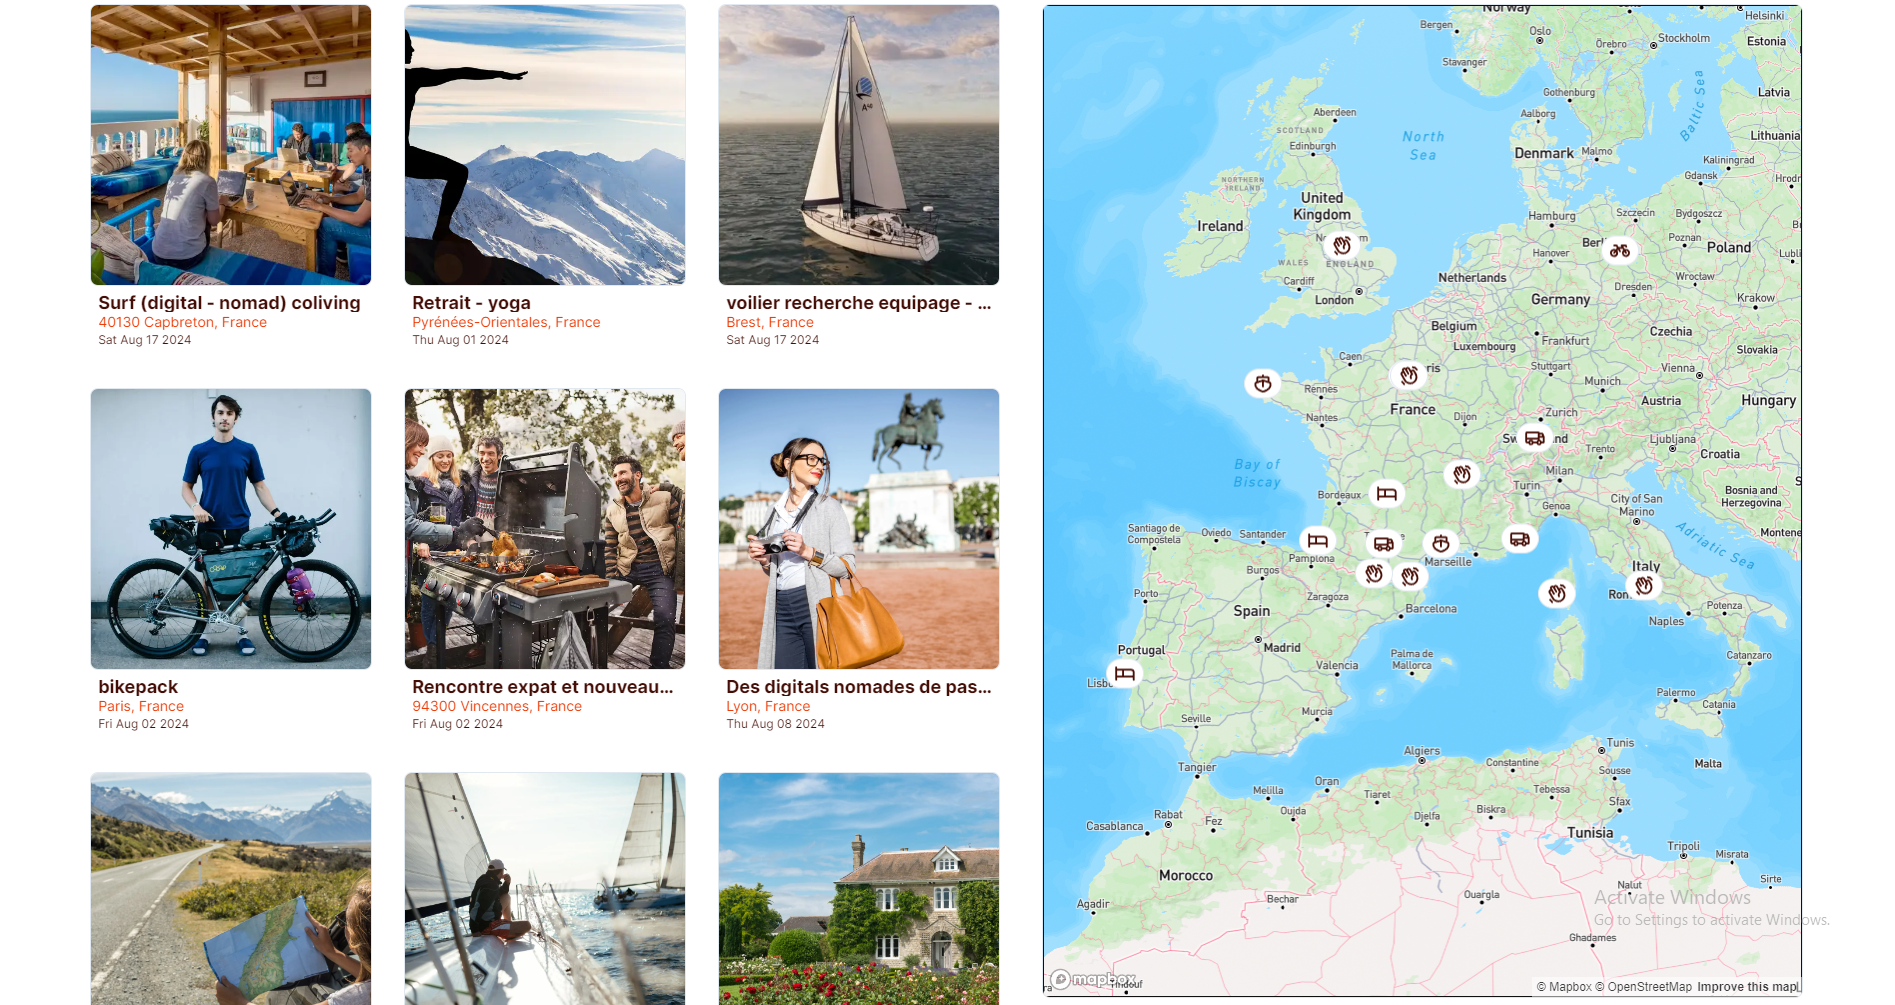 Surf (digital - nomad) coliving
40130 Capbreton, France
Sat Aug 17 2024
Retrait - yoga
Pyrénées-Orientales, France
Thu Aug 01 2024
A40
voilier recherche equipage - ...
Brest, France
Sat Aug 17 2024
bikepack
Paris, France
Fri Aug 02 2024
Rencontre expat et nouveau...
94300 Vincennes, France
Fri Aug 02 2024
Des digitals nomades de pas...
Lyon, France
Thu Aug 08 2024
Norway
Helsinki
Bergen
Oslo
Stockholm
Estonia
Örebro
Stavanger
Gothenburg
Latvia
Baltic Sea
Aberdeen
Aalborg
SCOTLAND
North
Sea
Lithuania
Edinburgh
Denmark
Malmo
Kaliningrad
NORTHERN
IRELAND
Gdansk
Hrodn
United
Kingdom
Ireland
Hamburg
Szczecin
Bydgoszcz
Berl
Poznan
Poland
Hanover
Lubli
WALES
ENGLAND
Netherlands
Wrocław
Cardiff
Dresden
London
Germany
Krakow
Belgium
Czechia
Frankfurt
Luxembourg
Slovakia
Caen
ris
Stuttgart
Vienna
Rennes
Munich
Austria
Hungary
France
Nantes
Dijon
Zurich
Sw
nd
Ljubljana
Trento
Croatia
Bay of
Biscay
Milan
Turin
Bordeaux
City of San
Marino
Bosnia and
Herzegovina
Genoa
Santiago de
Compostela
Oviedo
Santander
Adriatic Sea
Montene
Pamplona
Marseille
Italy
Burgos
Porto
Zaragoza
Rom
Barcelona
Spain
Potenza
Naples
Madrid
Portugal
Palma de
Mallorca
Catanzaro
Valencia
Lisbo
Palermo
Catania
Murcia
Seville
Algiers
Tunis
Tangier
Constantine
Malta
Sousse
Oran
Melilla
Tiaret
Tebessa
Sfax
Rabat
Oujda
Biskra
Casablanca
Fez
Djelfa
Tunisia
Tripoli
Misrata
Morocco
Sirte
Nalut
Ouargla
Bechar
Agadir
Activate Windows
Go to Settings to activate Windows.
Ghadames
mapbox
© Mapbox © OpenStreetMap Improve this map